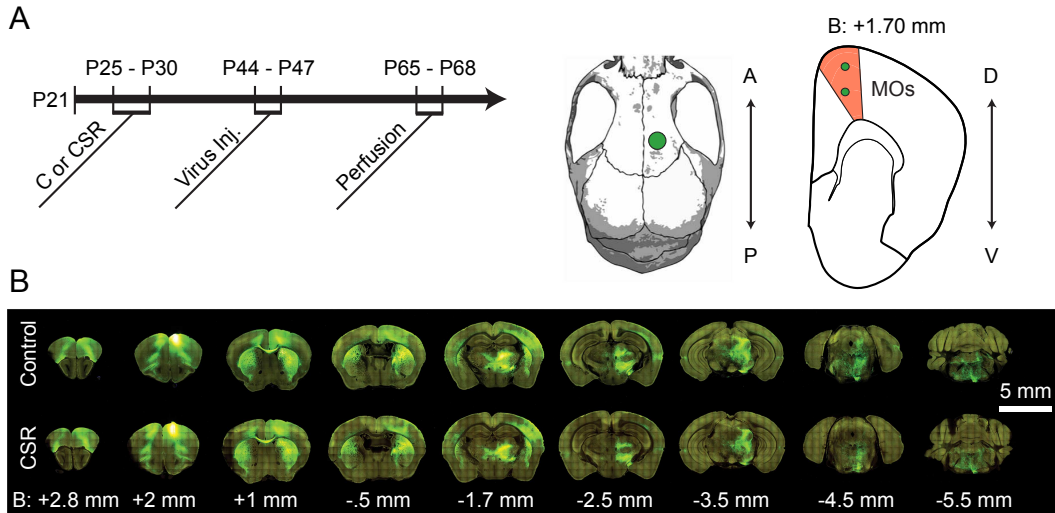 A
P25 - P30
P44 - P47
P65 - P68
P21
C or CSR
Virus Inj.
Perfusion
A
P
B: +1.70 mm
MOs
D
V
B
Control
CSR
5 mm
B: +2.8 mm
+2 mm
+1 mm
-.5 mm
-1.7 mm
-2.5 mm
-3.5 mm
-4.5 mm
-5.5 mm